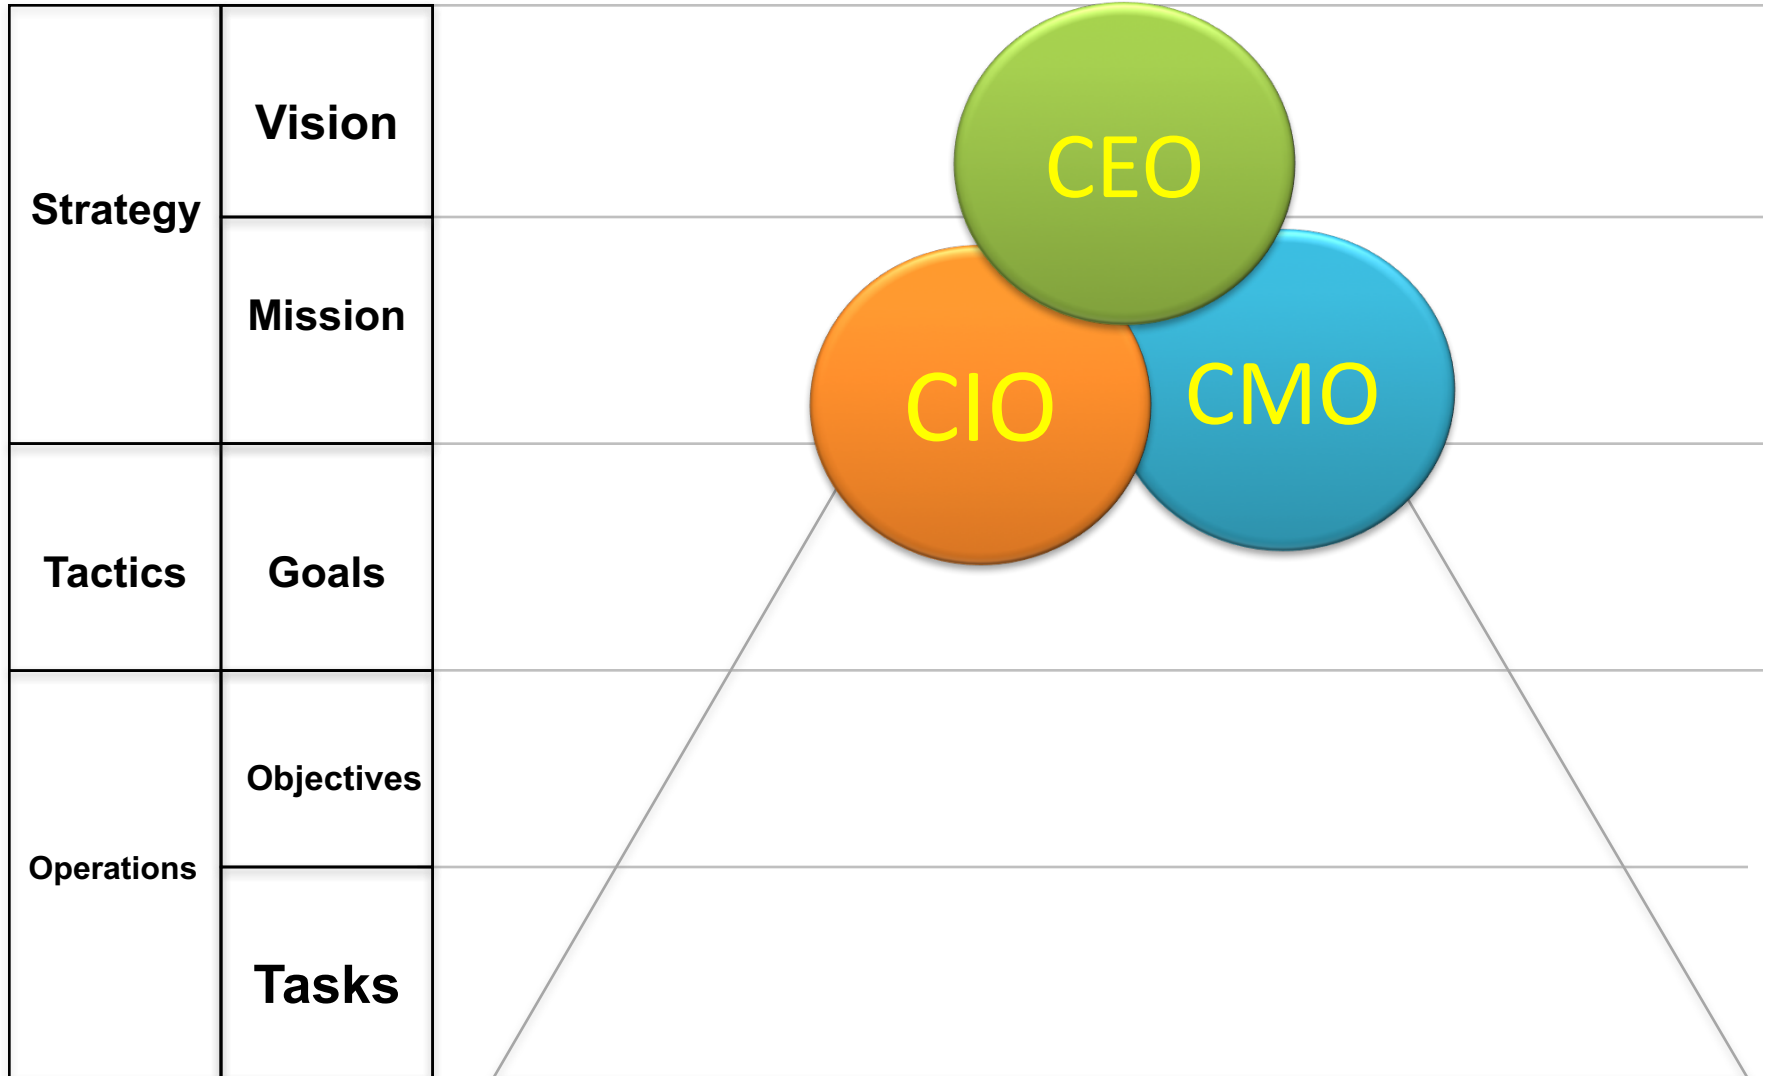 Vision
CEO
Strategy
Mission
CIO
CMO
Tactics
Goals
Objectives
Operations
Tasks